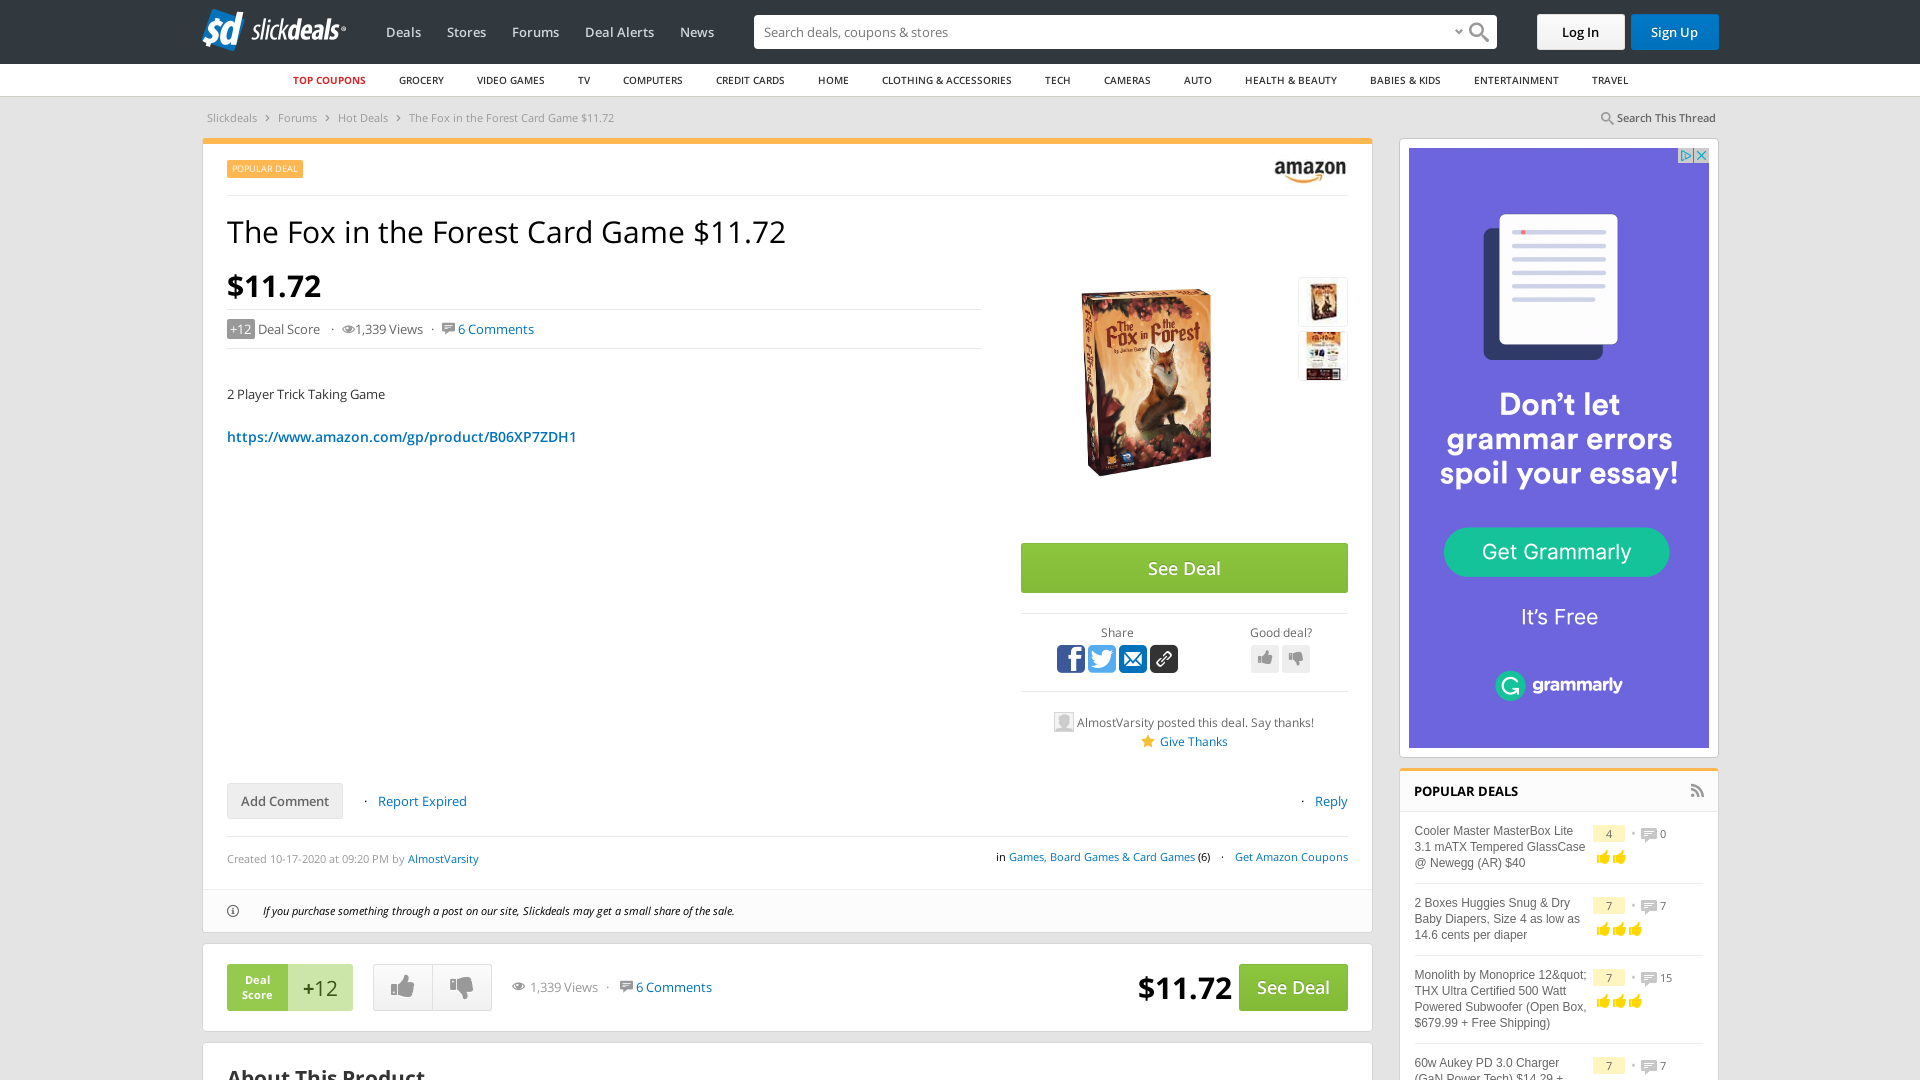 sd slickdeals
Deals Stores Forums Deal Alerts News
Search deals, coupons & stores
Log In
Sign Up
TOP COUPONS GROCERY VIDEO GAMES TV COMPUTERS CREDIT CARDS HOME CLOTHING & ACCESSORIES TECH CAMERAS AUTO HEALTH & BEAUTY BABIES & KIDS ENTERTAINMENT TRAVEL
Slickdeals > Forums > Hot Deals > The Fox in the Forest Card Game $11.72
Search This Thread
POPULAR DEAL
amazon
The Fox in the Forest Card Game $11.72
$11.72
+12 Deal Score · 1,339 Views · 6 Comments
2 Player Trick Taking Game
https://www.amazon.com/gp/product/B06XP7ZDH1
The
Fox in the
Forest
See Deal
Share
Good deal?
AlmostVarsity posted this deal. Say thanks!
Give Thanks
Add Comment · Report Expired
· Reply
Created 10-17-2020 at 09:20 PM by AlmostVarsity
in Games, Board Games & Card Games (6) · Get Amazon Coupons
If you purchase something through a post on our site, Slickdeals may get a small share of the sale.
Deal
Score
+12
1,339 Views · 6 Comments
$11.72
See Deal
About This Product
Don't let
grammar errors
spoil your essay!
Get Grammarly
It's Free
grammarly
POPULAR DEALS
Cooler Master MasterBox Lite
3.1 mATX Tempered GlassCase
@ Newegg (AR) $40
4 • 0
2 Boxes Huggies Snug & Dry
Baby Diapers, Size 4 as low as
14.6 cents per diaper
7 • 7
Monolith by Monoprice 12&quot;
THX Ultra Certified 500 Watt
Powered Subwoofer (Open Box,
$679.99 + Free Shipping)
7 • 15
60w Aukey PD 3.0 Charger
(GaN Power Tech) $14.29 +
7 • 7